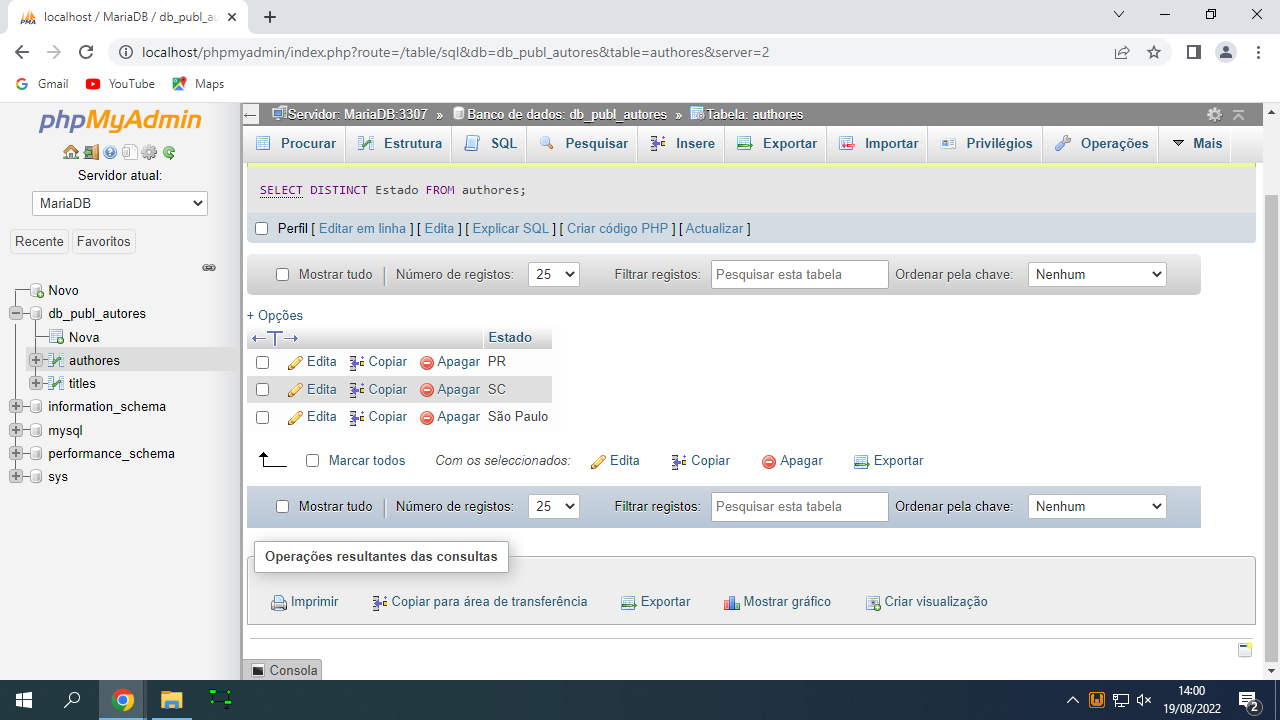 localhost / MariaDB / db_publ_au
localhost/phpmyadmin/index.php?route=/table/sql&db=db_publ_autores&table=authores&server=2
Gmail YouTube Maps
phpMyAdmin
Servidor atual:
MariaDB
Recente Favoritos
Novo
db_publ_autores
Nova
authores
titles
information_schema
mysql
performance_schema
sys
Servidor: MariaDB:3307 » Banco de dados: db_publ_autores » Tabela: authores
Procurar Estrutura SQL Pesquisar Insere Exportar Importar Privilégios Operações Mais
SELECT DISTINCT Estado FROM authores;
Perfil [ Editar em linha ] [ Edita ] [ Explicar SQL ] [ Criar código PHP ] [ Actualizar ]
Mostrar tudo Número de registos: 25 Filtrar registos: Pesquisar esta tabela Ordenar pela chave: Nenhum
+ Opções
←T→ Estado
Edita Copiar Apagar PR
Edita Copiar Apagar SC
Edita Copiar Apagar São Paulo
Marcar todos Com os seleccionados: Edita Copiar Apagar Exportar
Mostrar tudo Número de registos: 25 Filtrar registos: Pesquisar esta tabela Ordenar pela chave: Nenhum
Operações resultantes das consultas
Imprimir Copiar para área de transferência Exportar Mostrar gráfico Criar visualização
Consola
14:00
19/08/2022
2